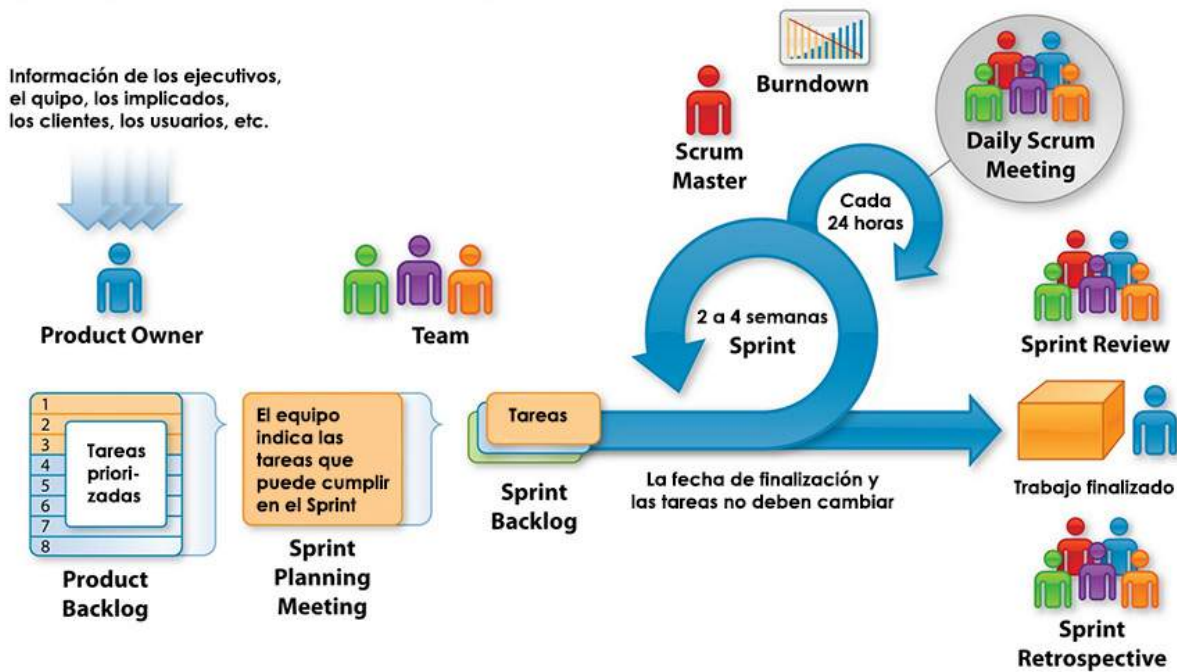 Información de los ejecutivos,
el quipo, los implicados,
los clientes, los usuarios, etc.
Product Owner
Team
Scrum
Master
Burndown
Daily Scrum
Meeting
Cada
24 horas
2 a 4 semanas
Sprint
Sprint Review
1
2
3
4
5
6
7
8
Tareas
priori-
zadas
Product
Backlog
El equipo
indica las
tareas que
puede cumplir
en el Sprint
Sprint
Planning
Meeting
Tareas
Sprint
Backlog
La fecha de finalización y
las tareas no deben cambiar
Trabajo finalizado
Sprint
Retrospective